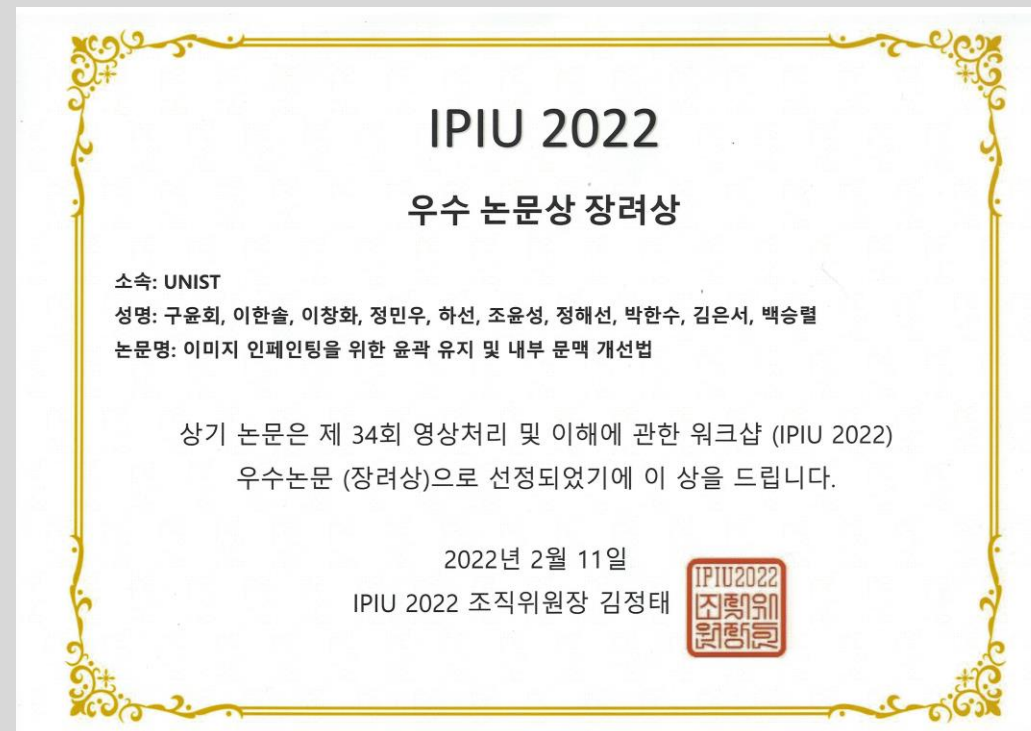 IPIU 2022
우수 논문상 장려상
소속: UNIST
성명: 구윤회, 이한솔, 이창화, 정민우, 하선, 조윤성, 정해선, 박한수, 김은서, 백승렬
논문명: 이미지 인페인팅을 위한 윤곽 유지 및 내부 문맥 개선법
상기 논문은 제 34회 영상처리 및 이해에 관한 워크샵 (IPIU 2022)
우수논문 (장려상)으로 선정되었기에 이 상을 드립니다.
2022년 2월 11일
IPIU 2022 조직위원장 김정태
IPIU2022
조직위
원장인